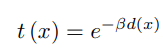 t (x) = e^{-βd(x)}